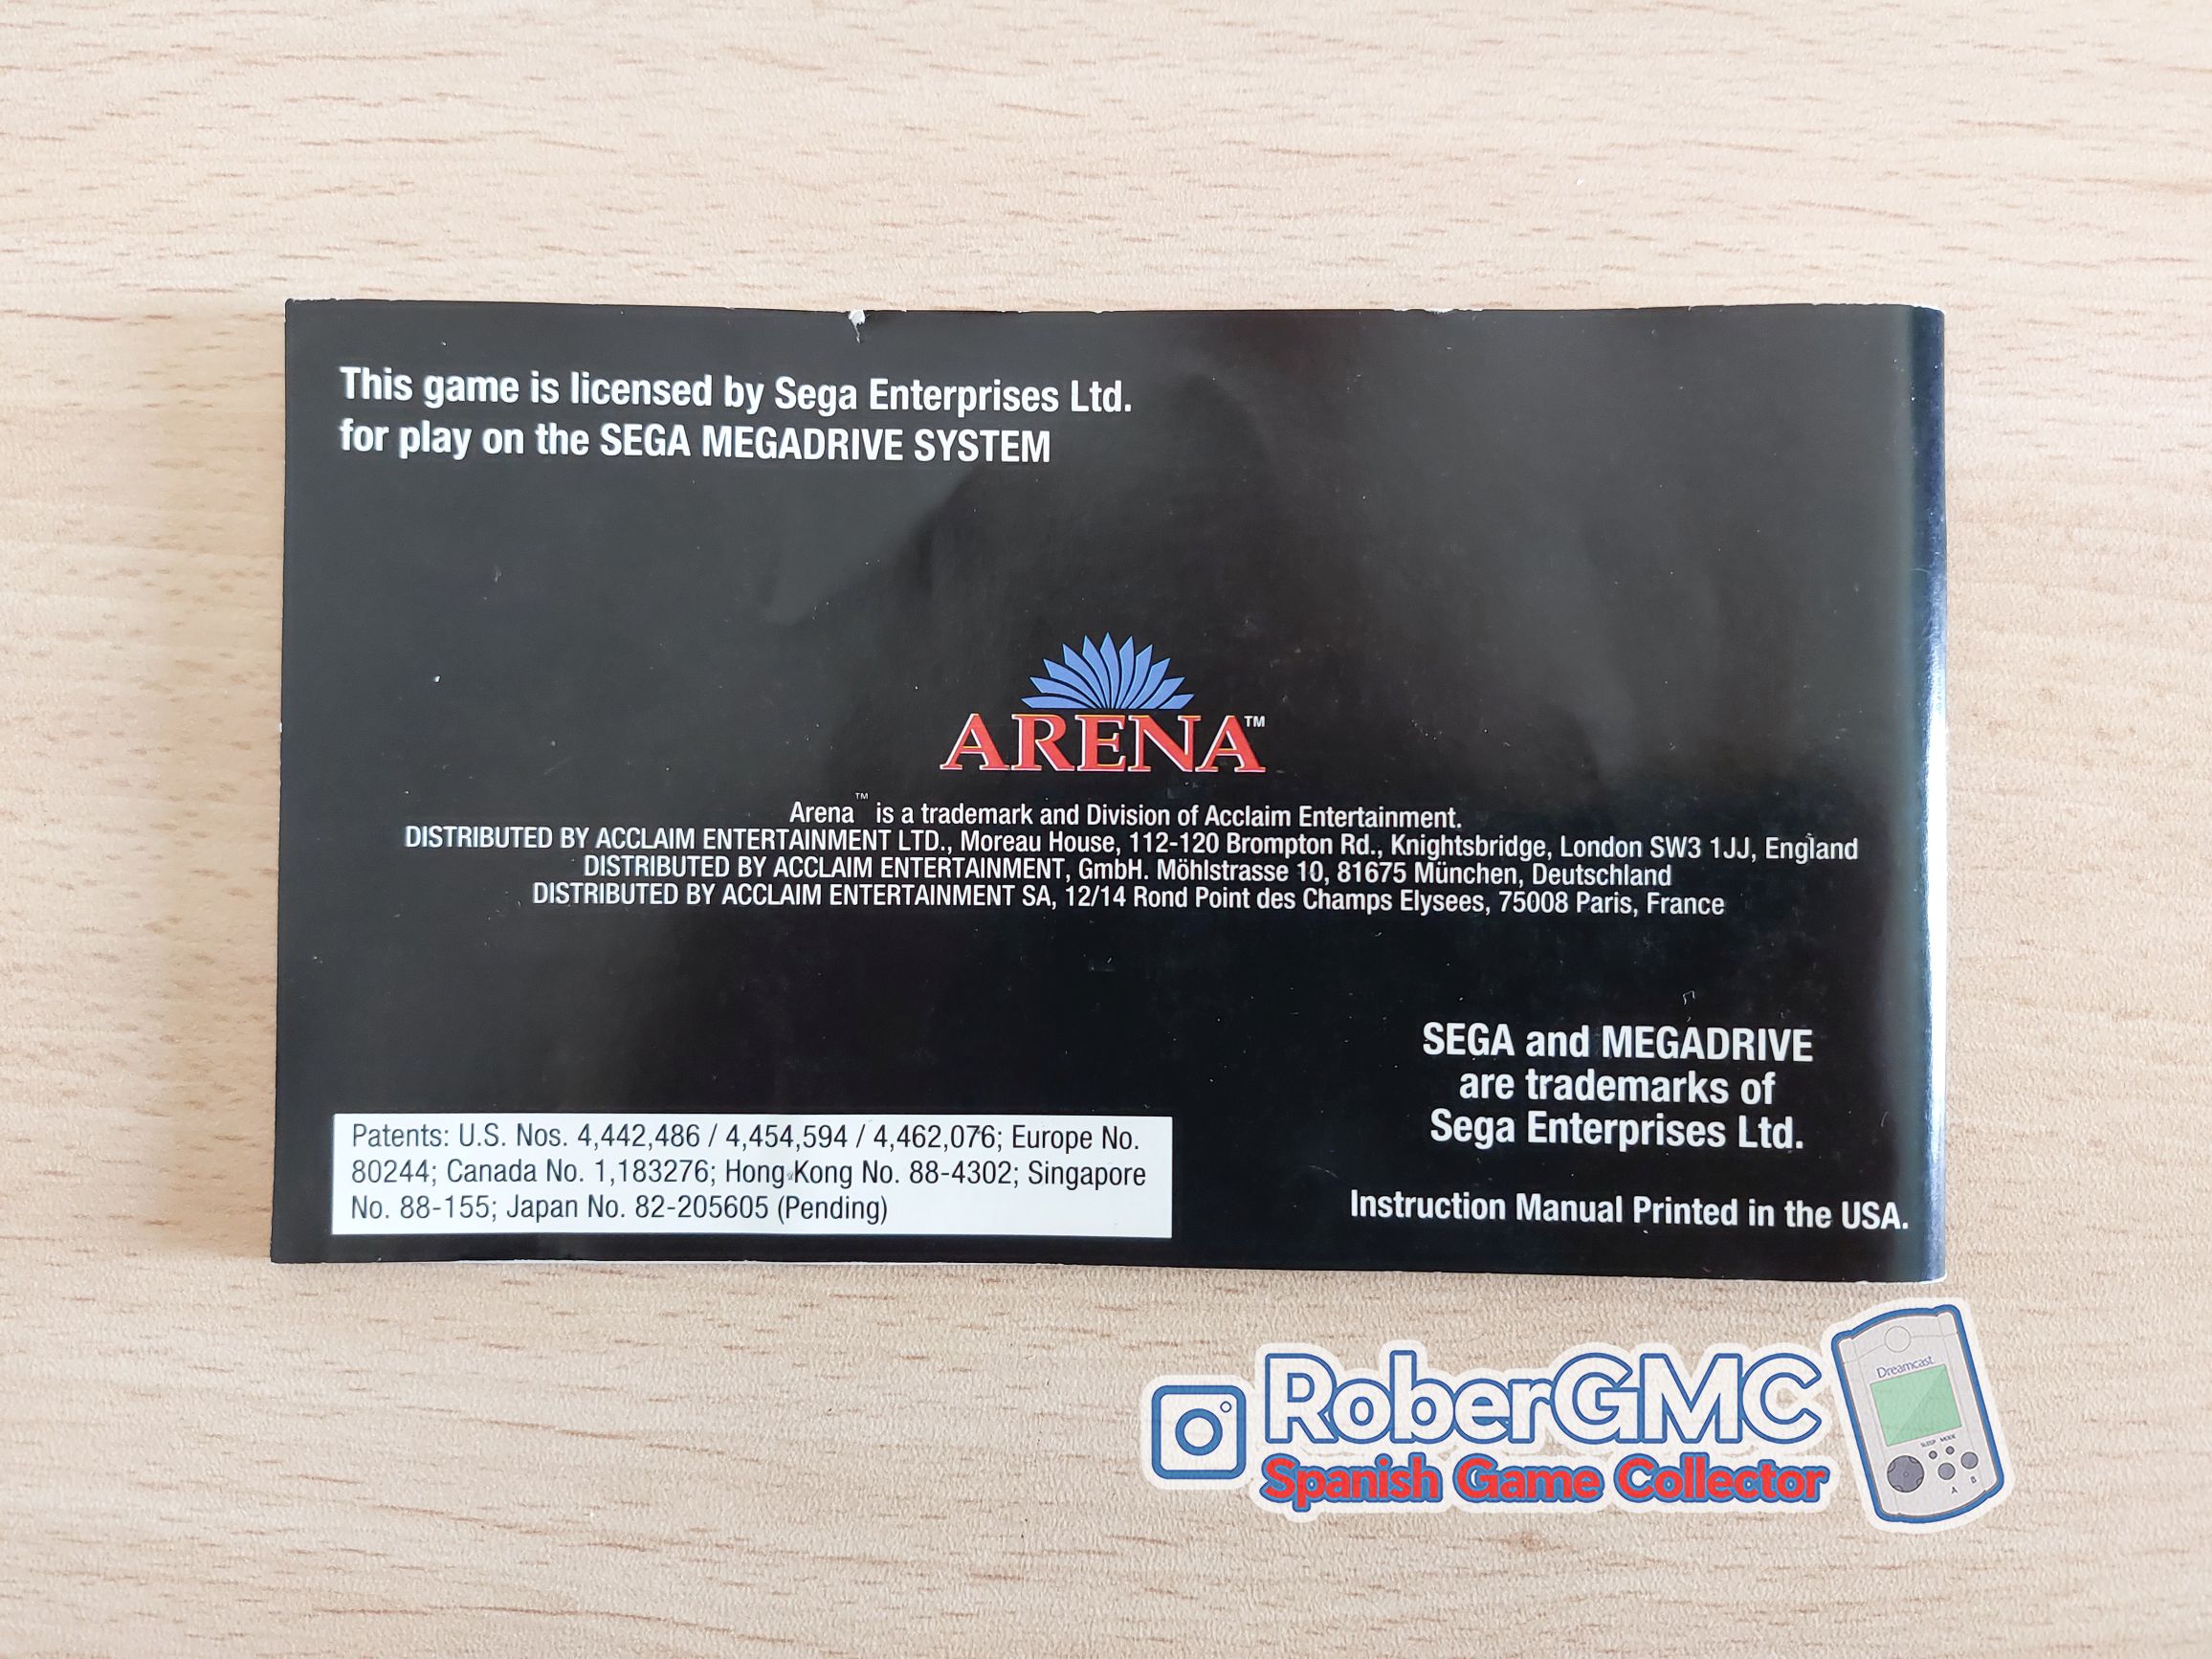 This game is licensed by Sega Enterprises Ltd.
for play on the SEGA MEGADRIVE SYSTEM
ARENA™
Arena™ is a trademark and Division of Acclaim Entertainment.
DISTRIBUTED BY ACCLAIM ENTERTAINMENT LTD., Moreau House, 112-120 Brompton Rd., Knightsbridge, London SW3 1JJ, England
DISTRIBUTED BY ACCLAIM ENTERTAINMENT, GmbH. Möhlstrasse 10, 81675 München, Deutschland
DISTRIBUTED BY ACCLAIM ENTERTAINMENT SA, 12/14 Rond Point des Champs Elysees, 75008 Paris, France
SEGA and MEGADRIVE
are trademarks of
Sega Enterprises Ltd.
Patents: U.S. Nos. 4,442,486 / 4,454,594 / 4,462,076; Europe No.
80244; Canada No. 1,183276; Hong Kong No. 88-4302; Singapore
No. 88-155; Japan No. 82-205605 (Pending)
Instruction Manual Printed in the USA.
RoberGMC
Spanish Game Collector
Dreamcast
SLEEP MODE
A
B